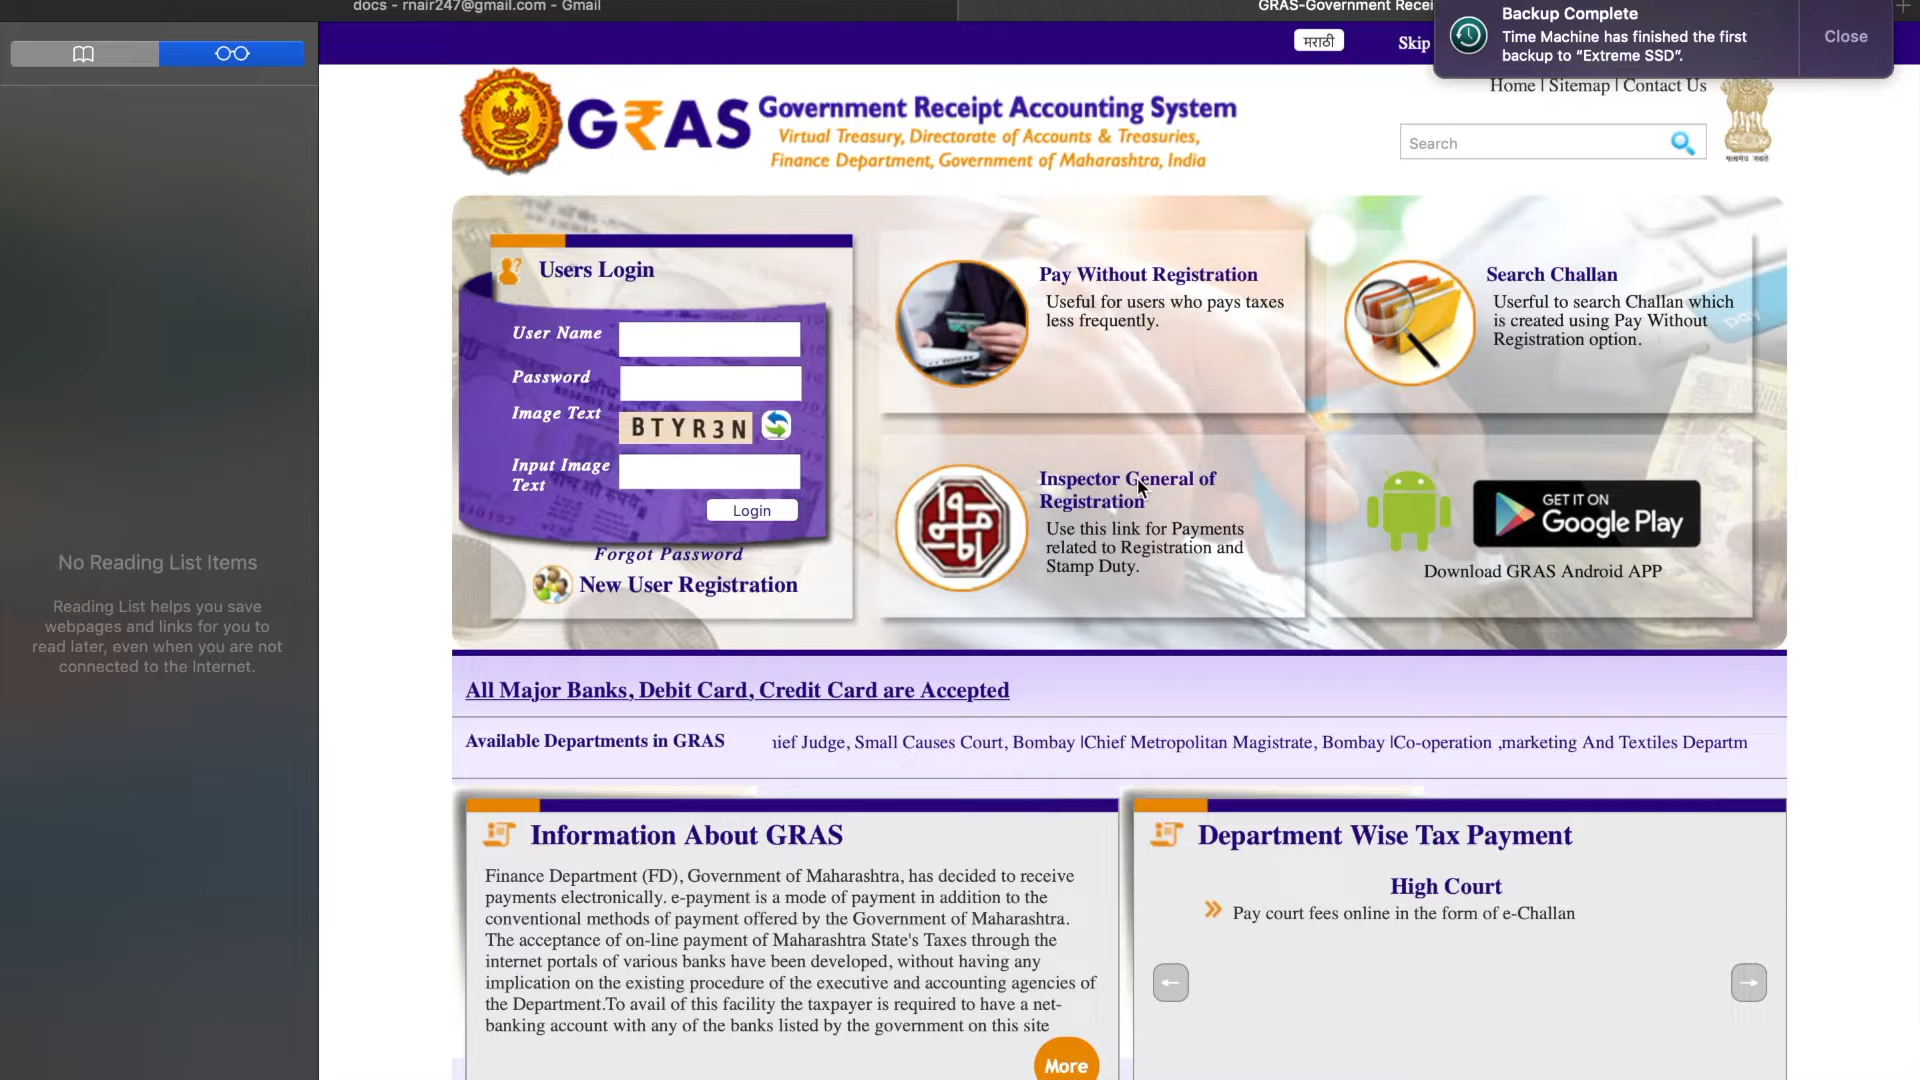 docs - rnair247@gmail.com - Gmail
GRAS-Government Recei
Backup Complete
Time Machine has finished the first
backup to “Extreme SSD”.
Close
मराठी
Skip
Home | Sitemap | Contact Us
GRAS
Government Receipt Accounting System
Virtual Treasury, Directorate of Accounts & Treasuries,
Finance Department, Government of Maharashtra, India
Search
सत्यमेव जयते
Users Login
User Name
Password
Image Text
BTYR3N
Input Image
Text
Login
Forgot Password
New User Registration
Pay Without Registration
Useful for users who pays taxes
less frequently.
Search Challan
Userful to search Challan which
is created using Pay Without
Registration option.
Inspector General of
Registration
Use this link for Payments
related to Registration and
Stamp Duty.
GET IT ON
Google Play
Download GRAS Android APP
All Major Banks, Debit Card, Credit Card are Accepted
Available Departments in GRAS
hief Judge, Small Causes Court, Bombay |Chief Metropolitan Magistrate, Bombay |Co-operation ,marketing And Textiles Departm
No Reading List Items
Reading List helps you save
webpages and links for you to
read later, even when you are not
connected to the Internet.
Information About GRAS
Finance Department (FD), Government of Maharashtra, has decided to receive
payments electronically. e-payment is a mode of payment in addition to the
conventional methods of payment offered by the Government of Maharashtra.
The acceptance of on-line payment of Maharashtra State's Taxes through the
internet portals of various banks have been developed, without having any
implication on the existing procedure of the executive and accounting agencies of
the Department.To avail of this facility the taxpayer is required to have a net-
banking account with any of the banks listed by the government on this site
More
Department Wise Tax Payment
High Court
Pay court fees online in the form of e-Challan